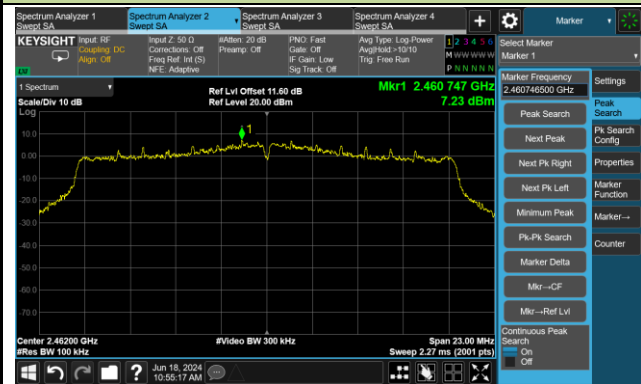 Spectrum Analyzer 1
Swept SA
Spectrum Analyzer 2
Swept SA
Spectrum Analyzer 3
Swept SA
Spectrum Analyzer 4
Swept SA
Marker
KEYSIGHT
Input: RF
Coupling: DC
Align: Off
Input Z: 50 Ω
Corrections: Off
Freq Ref: Int (S)
NFE: Adaptive
#Atten: 20 dB
Preamp: Off
PNO: Fast
Gate: Off
IF Gain: Low
Sig Track: Off
Avg Type: Log-Power
Avg|Hold:>10/10
Trig: Free Run
1 2 3 4 5 6
M W W W W W
P N N N N N
LXI
Select Marker
Marker 1
1 Spectrum
Scale/Div 10 dB
Log
Ref Lvl Offset 11.60 dB
Ref Level 20.00 dBm
Mkr1 2.460 747 GHz
7.23 dBm
1
10.0
0.00
-10.0
-20.0
-30.0
-40.0
-50.0
-60.0
-70.0
Center 2.46200 GHz
#Res BW 100 kHz
#Video BW 300 kHz
Span 23.00 MHz
Sweep 2.27 ms (2001 pts)
Marker Frequency
2.460746500 GHz
Peak Search
Next Peak
Next Pk Right
Next Pk Left
Minimum Peak
Pk-Pk Search
Marker Delta
Mkr→CF
Mkr→Ref Lvl
Continuous Peak
Search
On
Off
Settings
Peak
Search
Pk Search
Config
Properties
Marker
Function
Marker→
Counter
Jun 18, 2024
10:55:17 AM